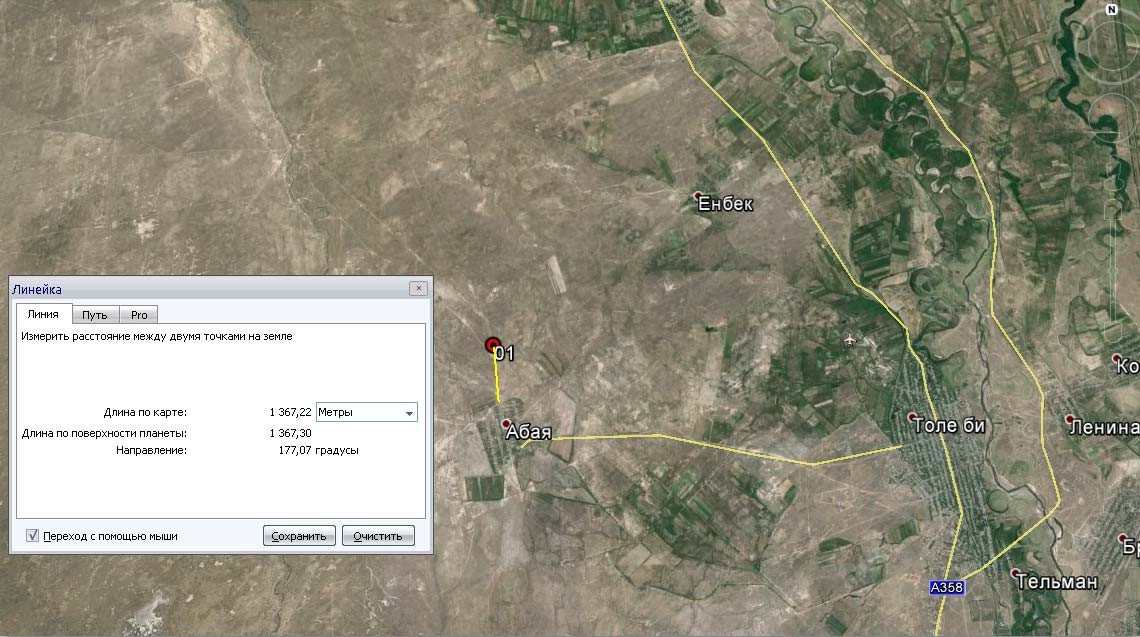 N
Енбек
Линейка
Линия Путь Pro
Измерить расстояние между двумя точками на земле
01
Длина по карте: 1 367,22 Метры
Длина по поверхности планеты: 1 367,30
Направление: 177,07 градусы
Абая
Толе би
Ко
Ленина
Переход с помощью мыши Сохранить Очистить
Бр
A358
Тельман